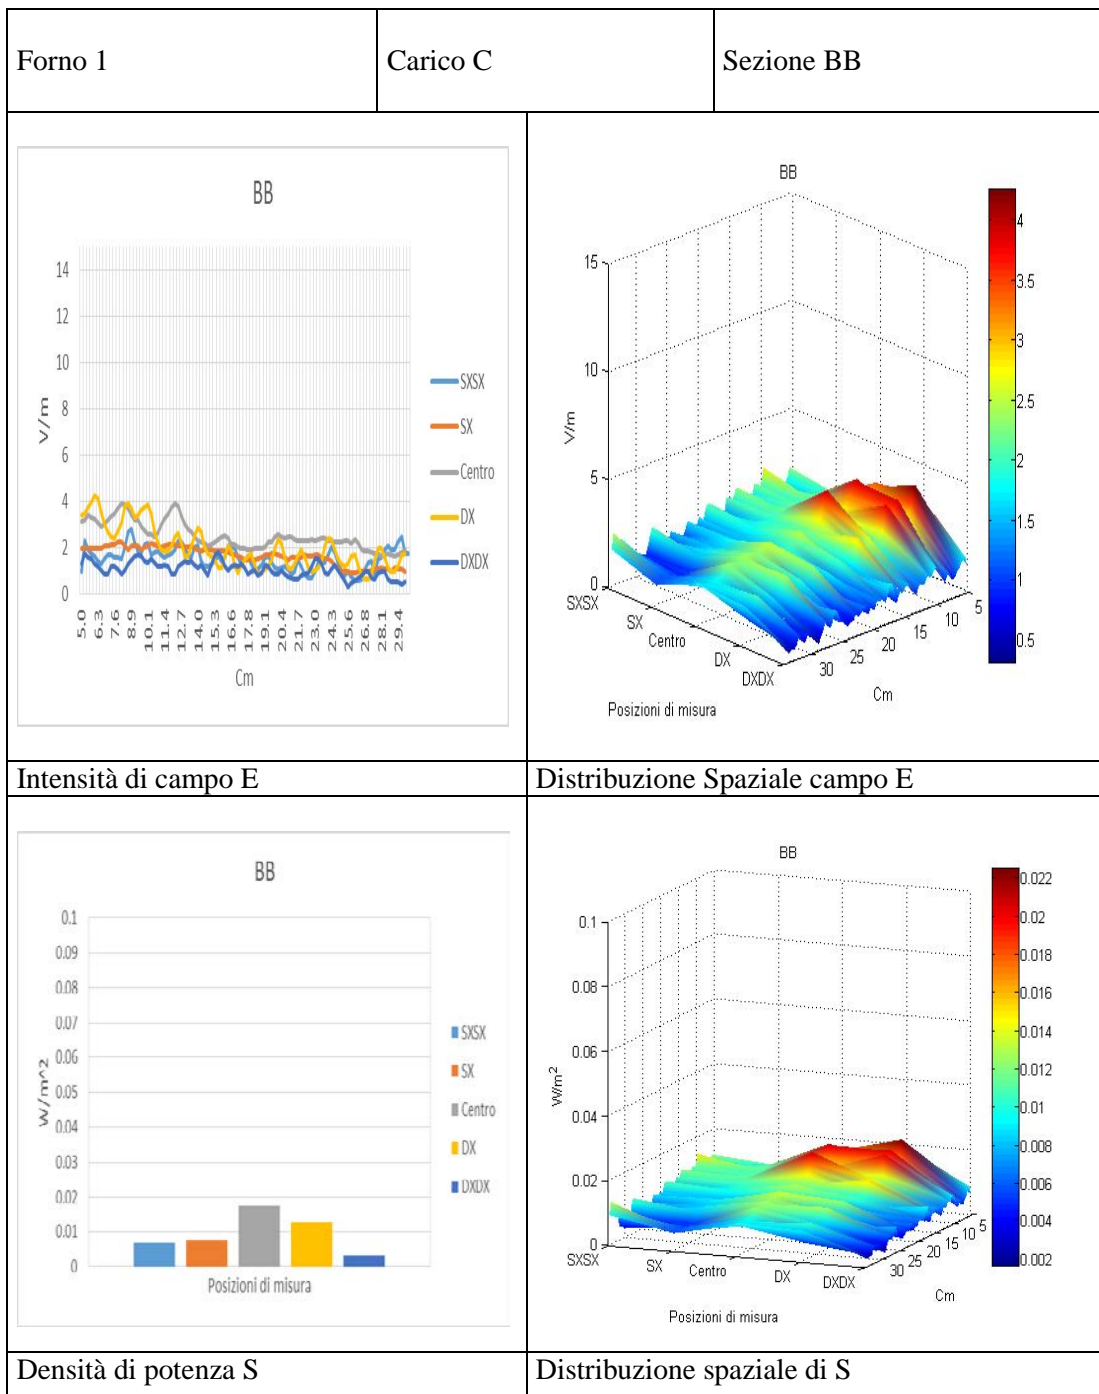 Forno 1
Carico C
Sezione BB
BB
14
12
10
8
6
4
2
0
V/m
5.0 6.3 7.6 8.9 10.1 11.4 12.7 14.0 15.3 16.6 17.8 19.1 20.4 21.7 23.0 24.3 25.6 26.8 28.1 29.4
Cm
SXSX
SX
Centro
DX
DXDX
BB
15
10
5
0
V/m
SXSX SX Centro DX DXDX
Posizioni di misura
30 25 20 15 10 5
Cm
4
3.5
3
2.5
2
1.5
1
0.5
Intensità di campo E
Distribuzione Spaziale campo E
BB
0.1
0.09
0.08
0.07
0.06
0.05
0.04
0.03
0.02
0.01
0
W/m^2
Posizioni di misura
SXSX
SX
Centro
DX
DXDX
BB
0.1
0.08
0.06
0.04
0.02
0
W/m²
SXSX SX Centro DX DXDX
Posizioni di misura
30 25 20 15 10 5
Cm
0.022
0.02
0.018
0.016
0.014
0.012
0.01
0.008
0.006
0.004
0.002
Densità di potenza S
Distribuzione spaziale di S